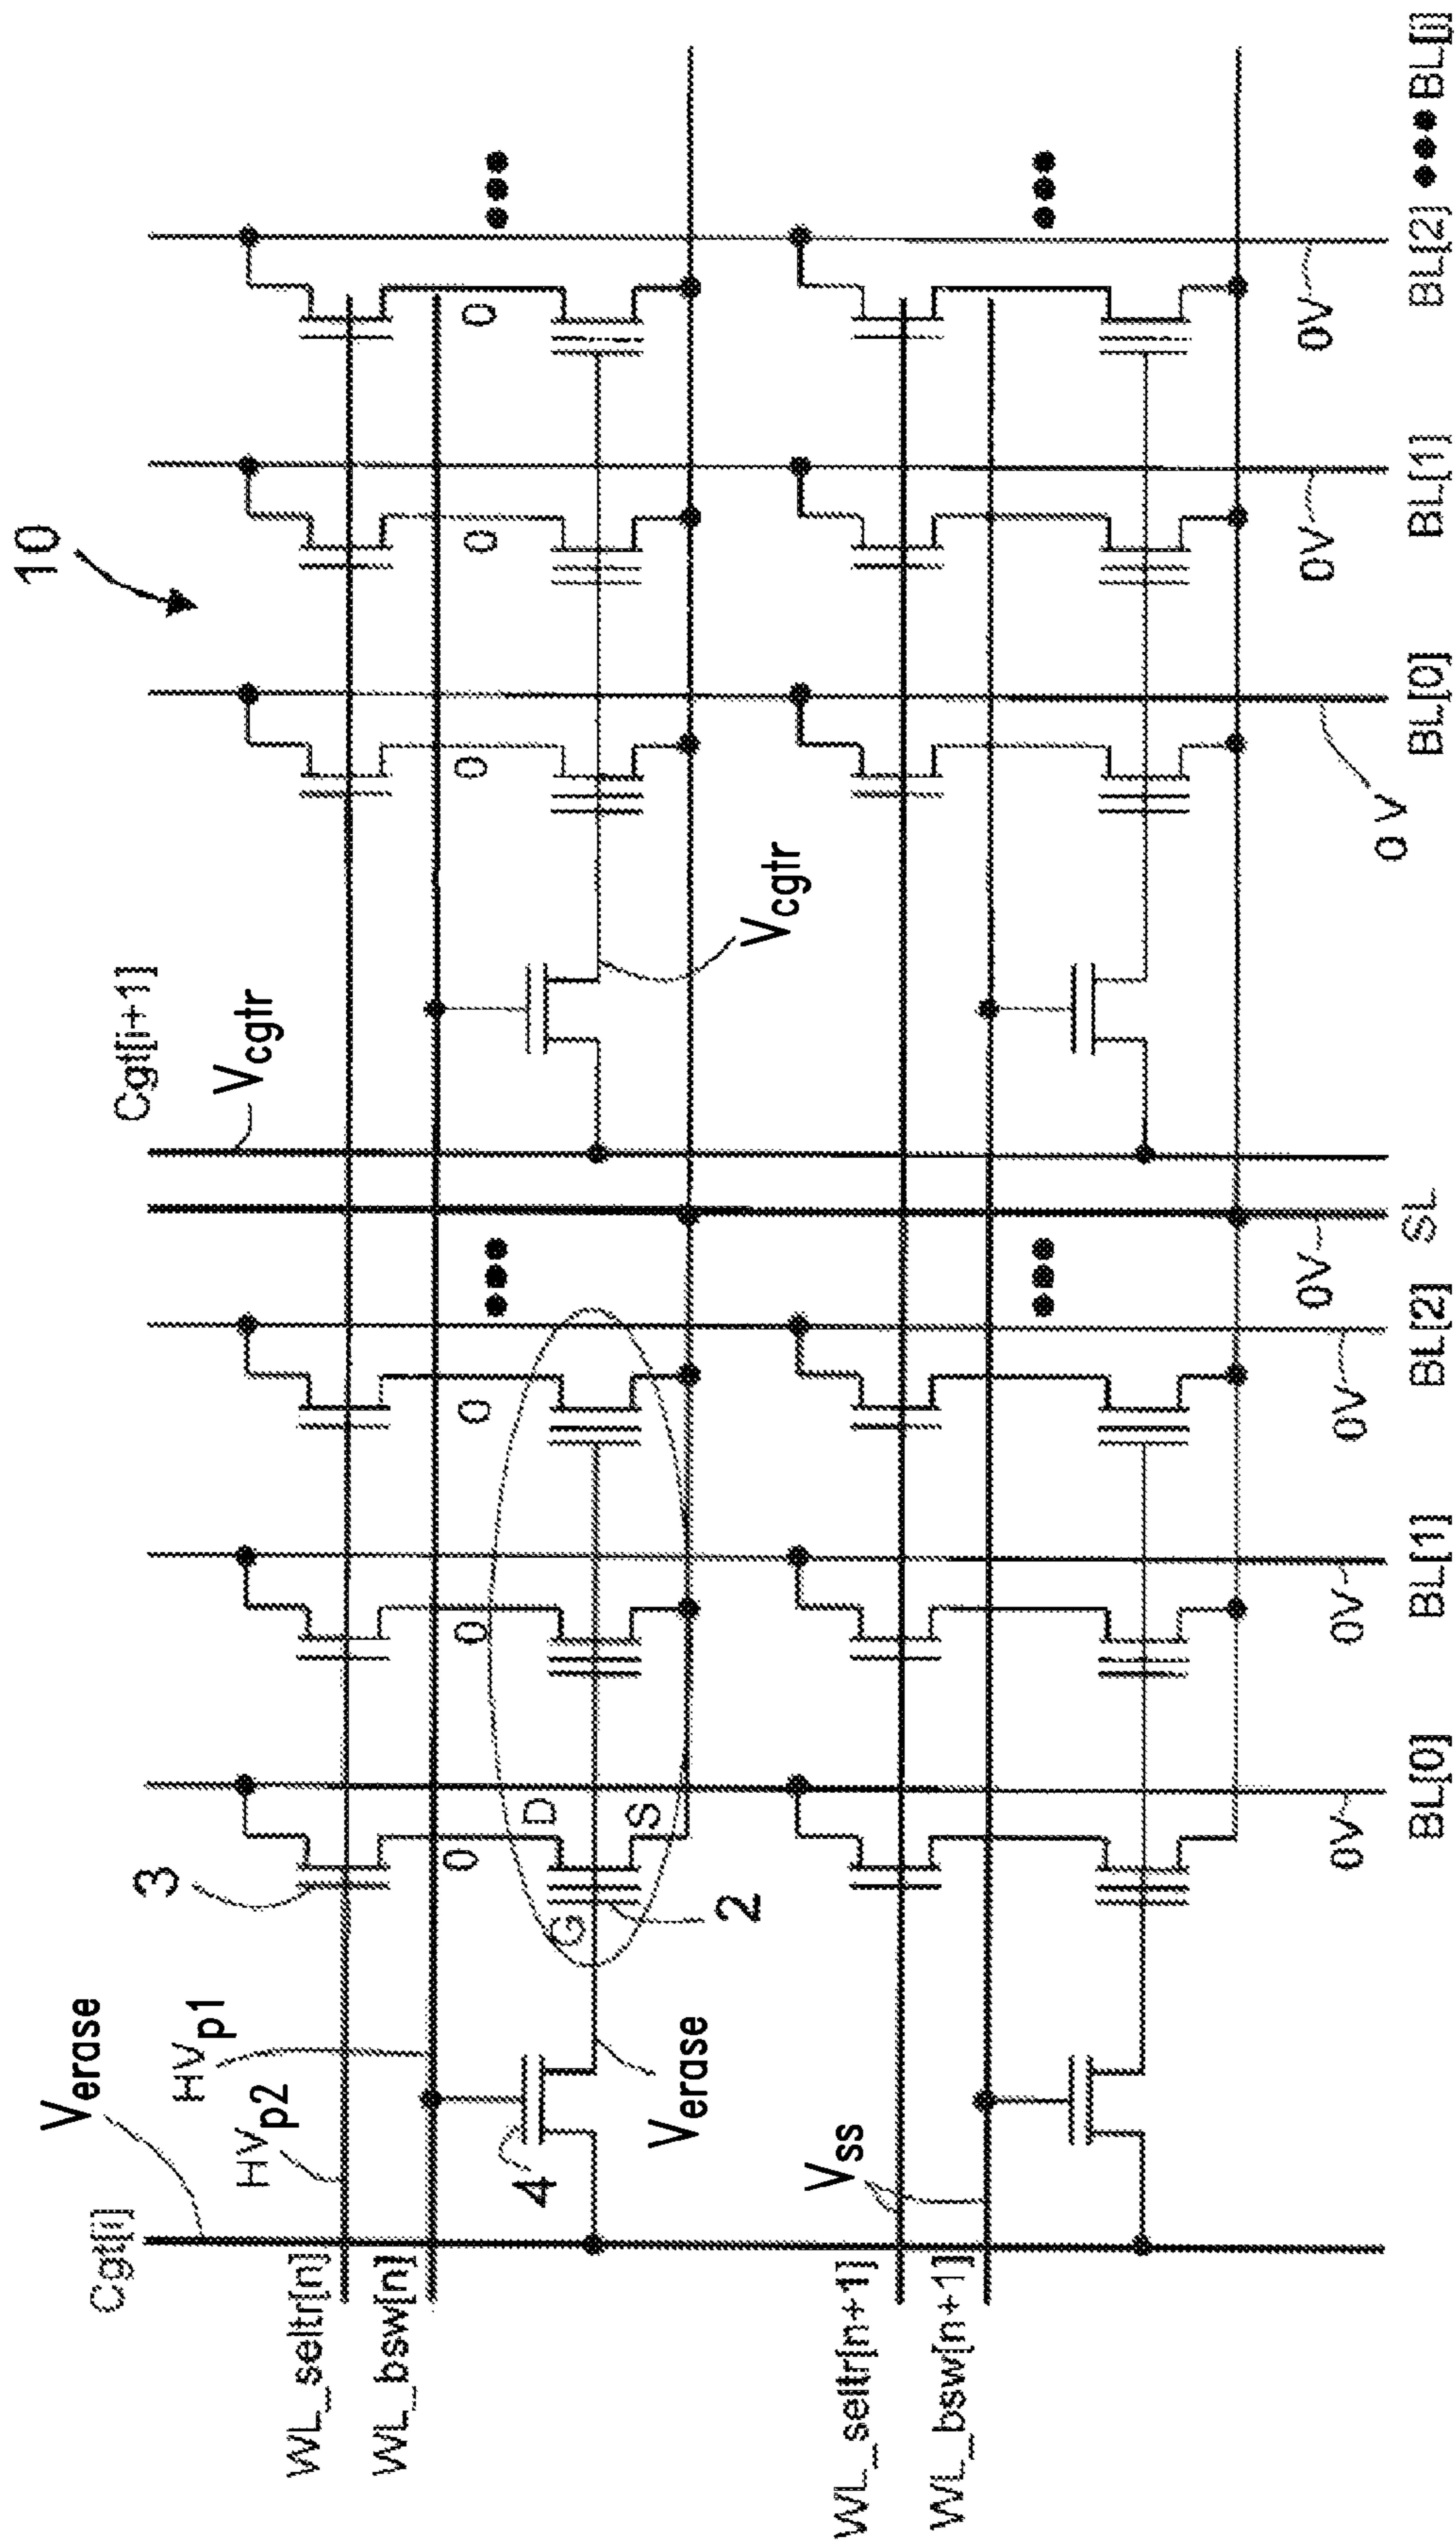 10
Cgt[i]
Verase
Cgt[i+1]
Vcgtr
HVp2
HVp1
WL_seltr[n]
WL_bsw[n]
3
0
0
0
0
0
0
4
G
D
S
2
Verase
Vcgtr
Vss
WL_seltr[n+1]
WL_bsw[n+1]
0V
0V
0V
0V
0 V
0V
0V
BL[0]
BL[1]
BL[2]
SL
BL[0]
BL[1]
BL[2]
BL[j]